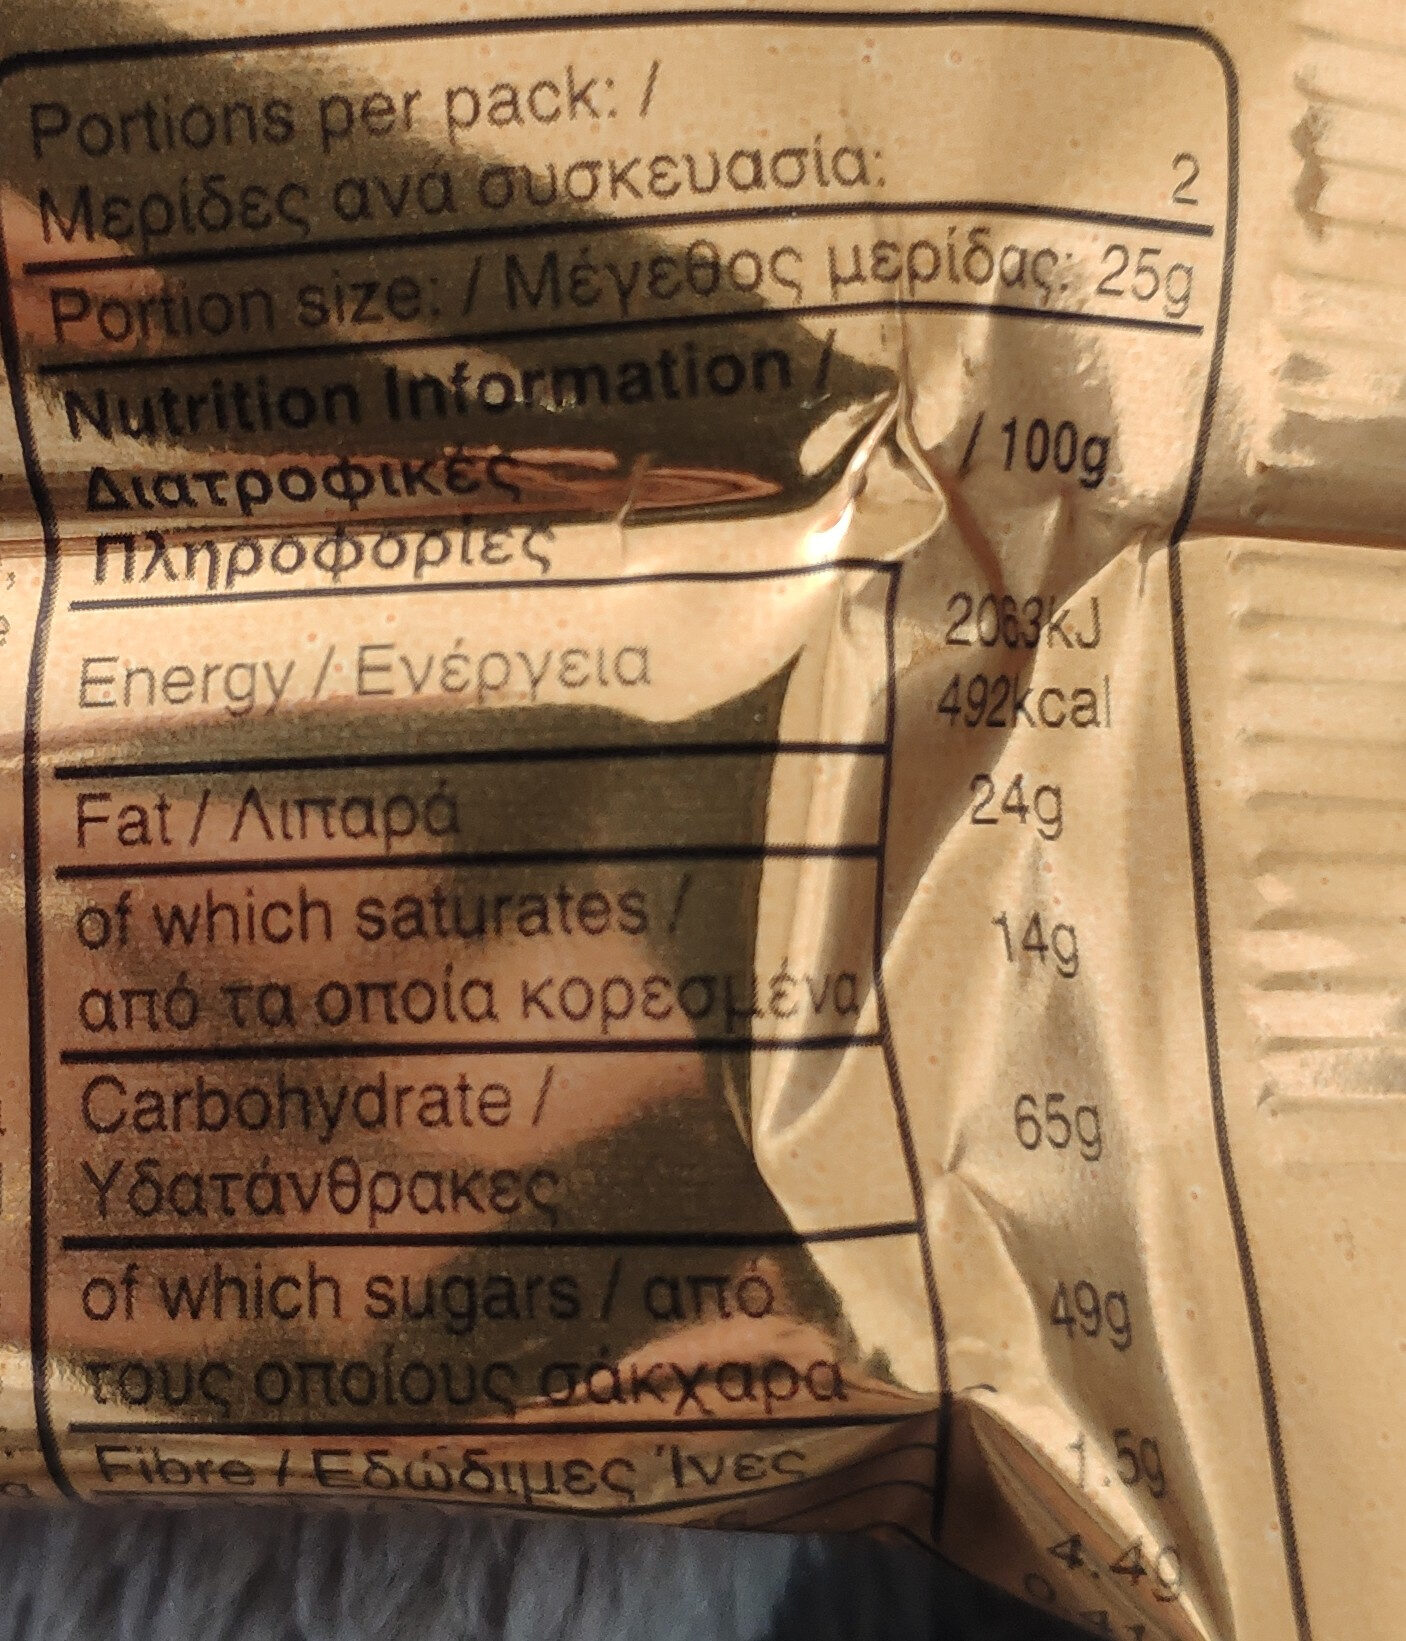 Portions per pack: /
Μερίδες ανά συσκευασία: 2
Portion size: / Μέγεθος μερίδας: 25g
Nutrition Information /
Διατροφικές / 100g
Πληροφορίες
Energy / Ενέργεια 2063kJ
492kcal
Fat / Λιπαρά 24g
of which saturates / 14g
από τα οποία κορεσμένα
Carbohydrate / 65g
Υδατάνθρακες
of which sugars / από 49g
τους οποίους σάκχαρα
Fibre / Εδώδιμες Ίνες 1.5g
4.4g